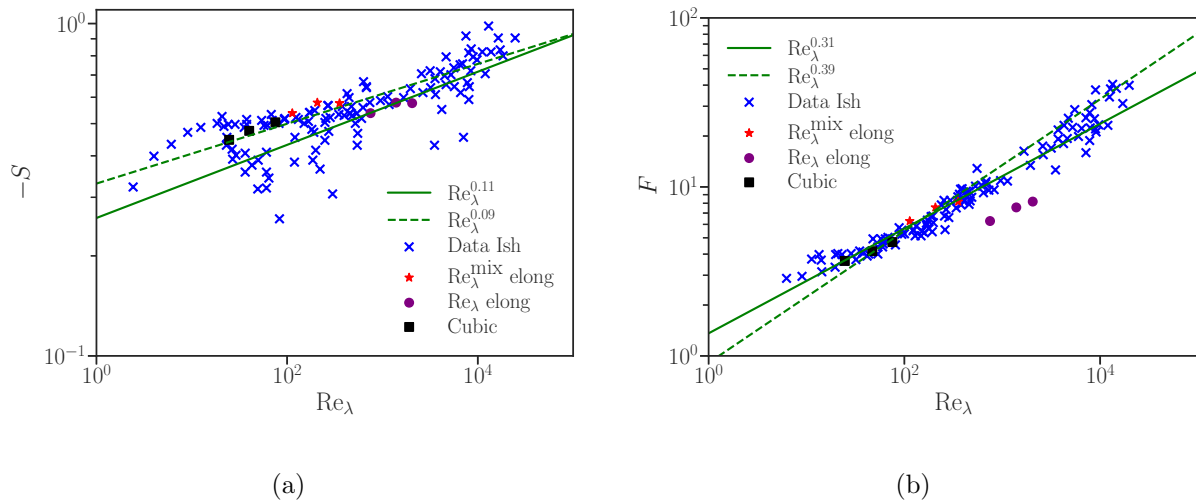 10^0
10^{-1}
−S
10^0
10^2
10^4
Re_λ
Re_λ^{0.11}
Re_λ^{0.09}
Data Ish
Re_λ^{mix} elong
Re_λ elong
Cubic
(a)
10^2
10^1
10^0
F
10^0
10^2
10^4
Re_λ
Re_λ^{0.31}
Re_λ^{0.39}
Data Ish
Re_λ^{mix} elong
Re_λ elong
Cubic
(b)